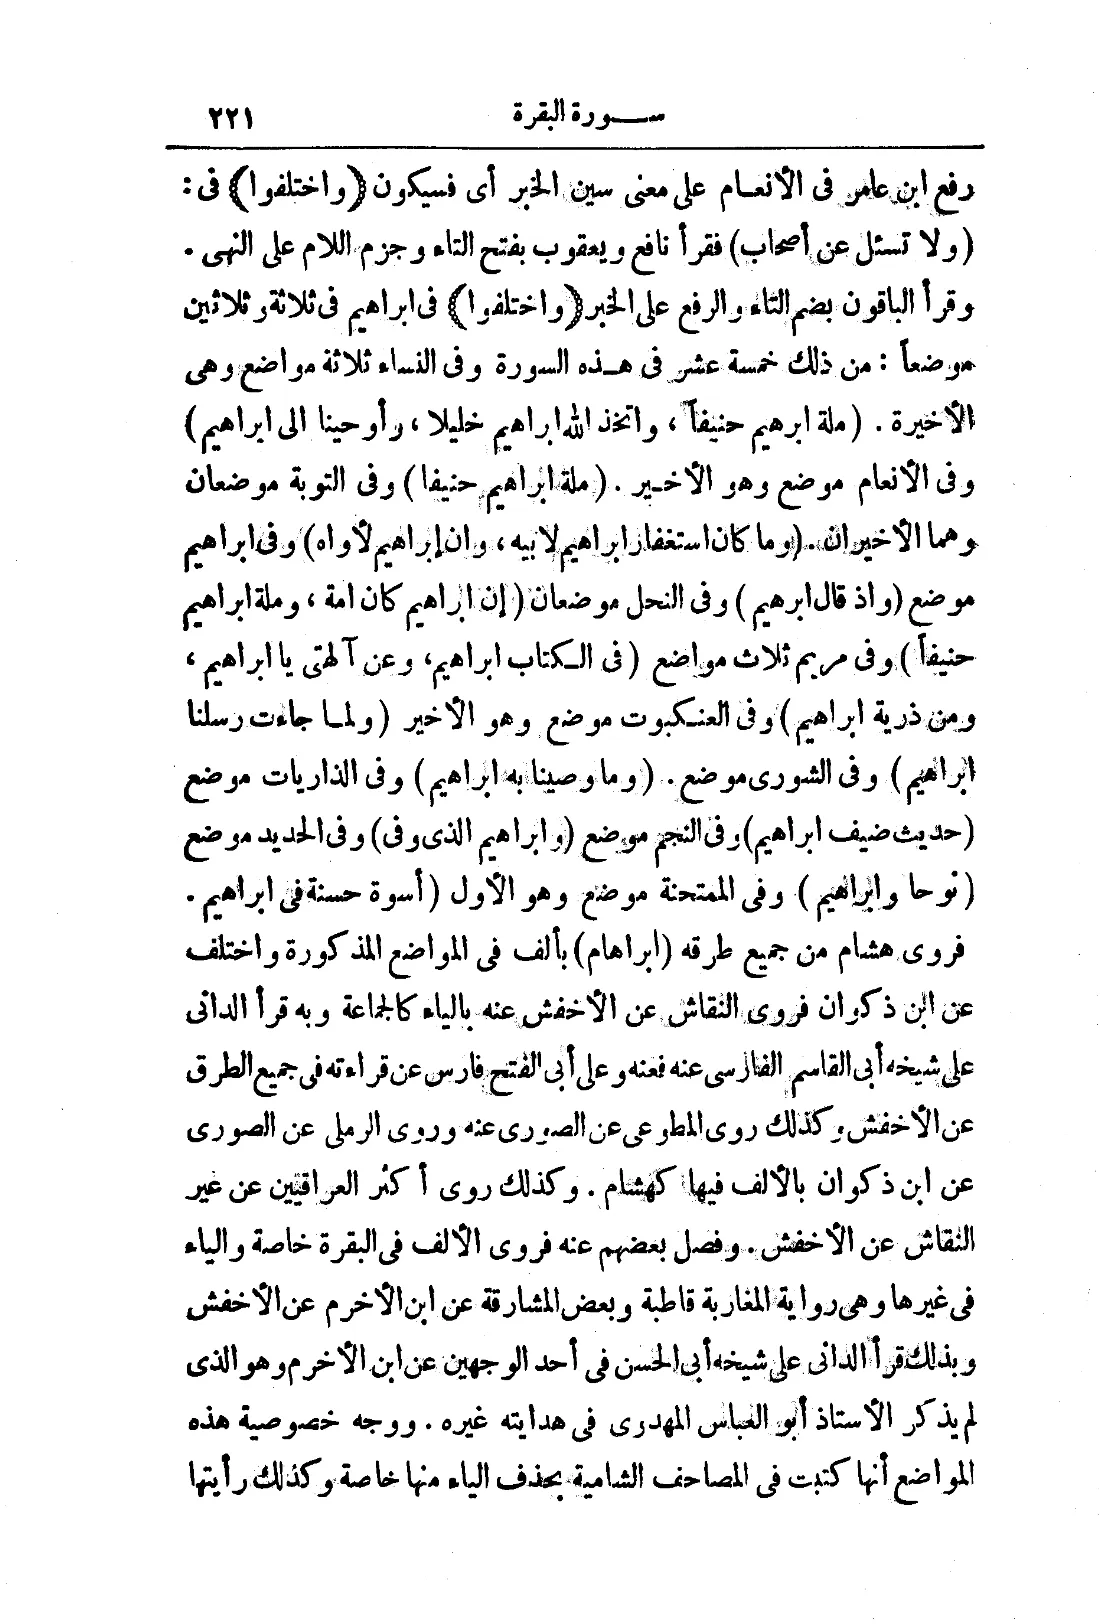 سورة البقرة ٢٢١
رفع ابن عامر فى الأنعام على معنى سين الخبر أى فسيكون ﴿واختلفوا﴾ فى :
(ولا تسئل عن أصحاب) فقرأ نافع ويعقوب بفتح التاء وجزم اللام على النهى .
وقرأ الباقون بضم التاء والرفع على الخبر ﴿واختلفوا﴾ فى ابراهيم فى ثلاثة وثلاثين
موضعاً : من ذلك خمسة عشر فى هذه السورة وفى النساء ثلاثة مواضع وهى
الأخيرة . (ملة ابرهيم حنيفاً ، واتخذ الله ابراهيم خليلا ، وأوحينا الى ابراهيم)
وفى الأنعام موضع وهو الأخير . (ملة ابراهيم حنيفا) وفى التوبة موضعان
وهما الأخيران . (وما كان استغفار ابراهيم لابيه ، وان إبراهيم لأواه) وفى ابراهيم
موضع (واذ قال ابرهيم) وفى النحل موضعان (إن ابراهيم كان امة ، وملة ابراهيم
حنيفاً) وفى مريم ثلاث مواضع (فى الكتاب ابراهيم، وعن آلهتى يا ابراهيم ،
ومن ذرية ابراهيم) وفى العنكبوت موضع وهو الأخير (ولما جاءت رسلنا
ابراهيم) وفى الشورى موضع . (وما وصينا به ابراهيم) وفى الذاريات موضع
(حديث ضيف ابراهيم) وفى النجم موضع (وابراهيم الذى وفى) وفى الحديد موضع
(نوحا وابراهيم) وفى الممتحنة موضع وهو الأول (أسوة حسنة فى ابراهيم .
فروى هشام من جميع طرقه (ابراهام) بألف فى المواضع المذكورة واختلف
عن ابن ذكوان فروى النقاش عن الأخفش عنه بالياء كالجماعة وبه قرأ الدانى
على شيخه أبى القاسم الفارسى عنه فعنه وعلى أبى الفتح فارس عن قراءته فى جميع الطرق
عن الأخفش وكذلك روى المطوعى عن الصورى عنه وروى الرملى عن الصورى
عن ابن ذكوان بالألف فيها كهشام . وكذلك روى أكثر العراقيين عن غير
النقاش عن الأخفش . وفصل بعضهم عنه فروى الألف فى البقرة خاصة والياء
فى غيرها وهى رواية المغاربة قاطبة وبعض المشارقة عن ابن الأخرم عن الأخفش
وبذلك قرأ الدانى على شيخه أبى الحسن فى أحد الوجهين عن ابن الأخرم وهو الذى
لم يذكر الأستاذ أبو العباس المهدوى فى هدايته غيره . ووجه خصوصية هذه
المواضع أنها كتبت فى المصاحف الشامية بحذف الياء منها خاصة وكذلك رأيتها